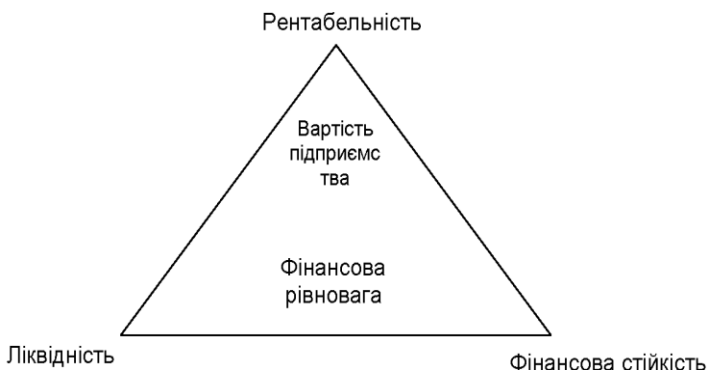 Рентабельність
Вартість
підприємс
тва
Фінансова
рівновага
Ліквідність
Фінансова стійкість